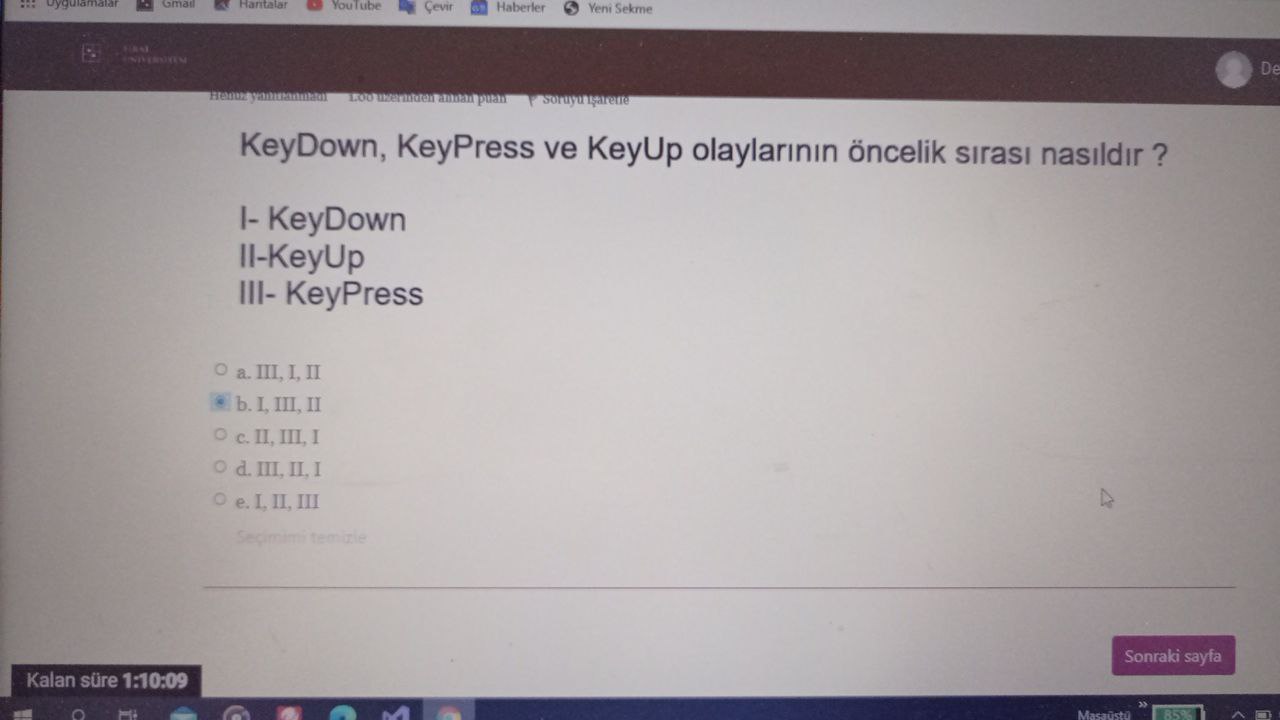 Uygulamalar Gmail Haritalar YouTube Çevir Haberler Yeni Sekme
FIRAT
ÜNİVERSİTESİ
De
Henüz yanıtlanmadı 1,00 üzerinden alınan puan Soruyu işaretle
KeyDown, KeyPress ve KeyUp olaylarının öncelik sırası nasıldır ?
I- KeyDown
II-KeyUp
III- KeyPress
a. III, I, II
b. I, III, II
c. II, III, I
d. III, II, I
e. I, II, III
Seçimimi temizle
Sonraki sayfa
Kalan süre 1:10:09
Masaüstü » 85%